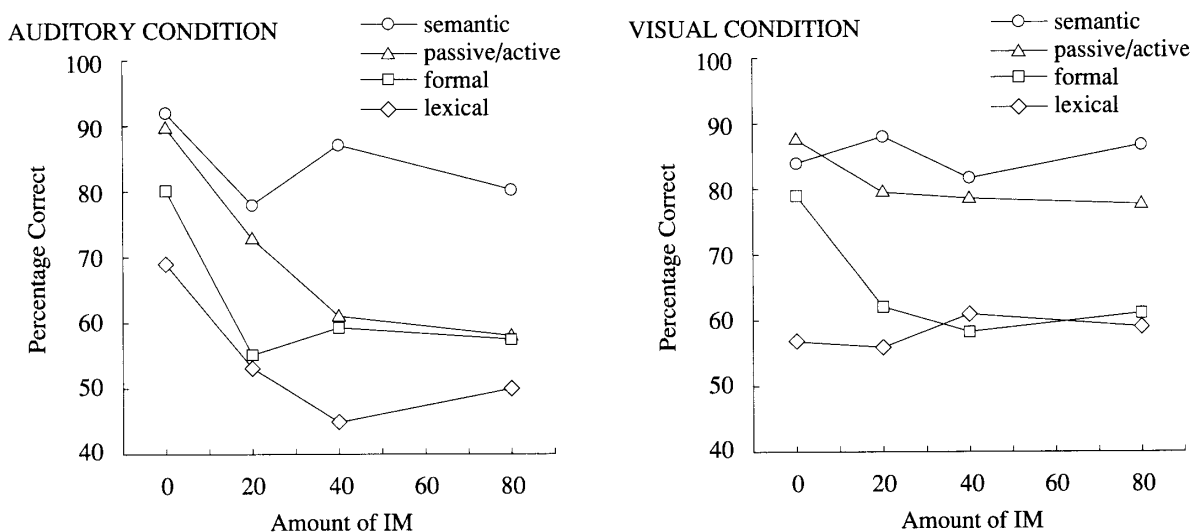 AUDITORY CONDITION
semantic
passive/active
formal
lexical
Percentage Correct
100
90
80
70
60
50
40
0 20 40 60 80
Amount of IM
VISUAL CONDITION
semantic
passive/active
formal
lexical
Percentage Correct
100
90
80
70
60
50
40
0 20 40 60 80
Amount of IM